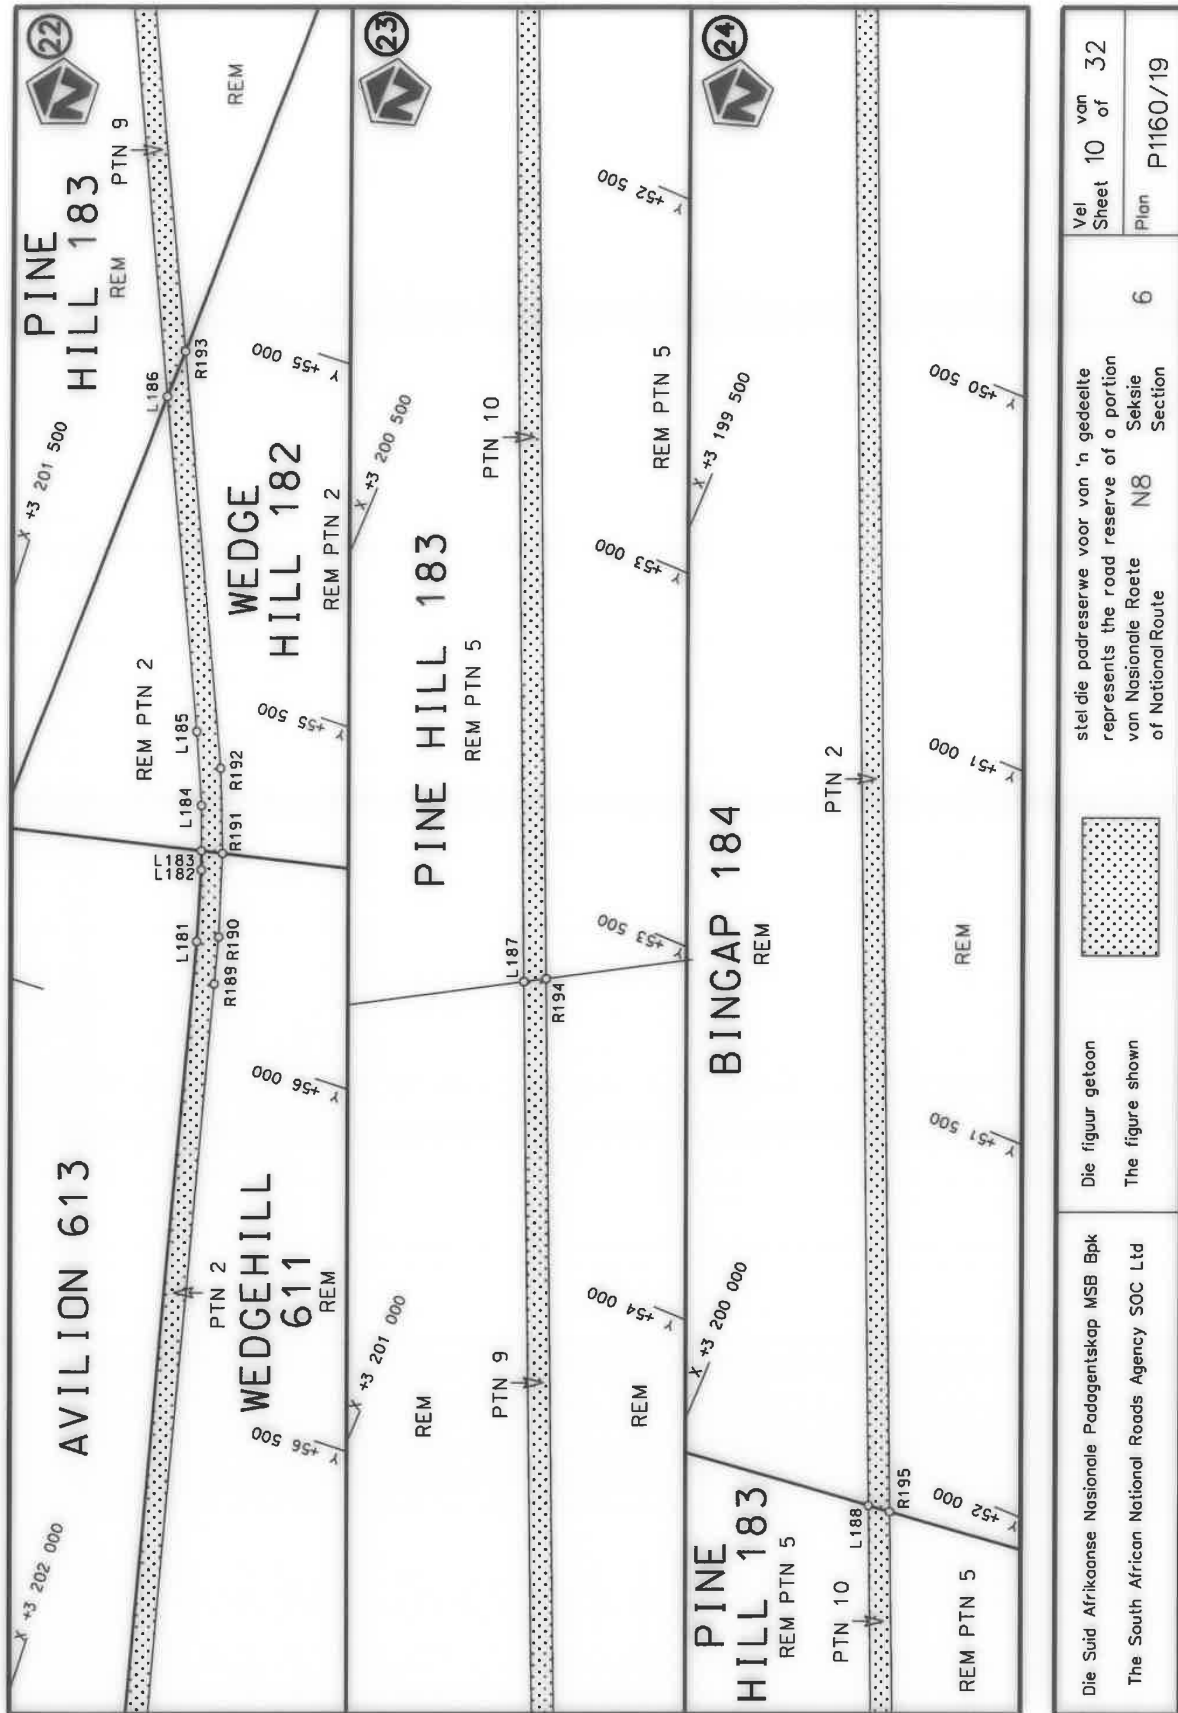 22
N
AVILION 613
X +3 202 000
X +3 201 500
PINE
HILL 183
REM
PTN 9
REM
REM PTN 2
L181
L182
L183
L184
L185
L186
R189
R190
R191
R192
R193
PTN 2
WEDGEHILL
611
REM
WEDGE
HILL 182
REM PTN 2
Y +56 500
Y +56 000
Y +55 500
Y +55 000
23
N
X +3 201 000
X +3 200 500
REM
PTN 9
PINE HILL 183
REM PTN 5
PTN 10
L187
R194
REM
REM PTN 5
Y +54 000
Y +53 500
Y +53 000
Y +52 500
24
N
X +3 200 000
X +3 199 500
PINE
HILL 183
REM PTN 5
PTN 10
BINGAP 184
REM
PTN 2
L188
R195
REM PTN 5
REM
Y +52 000
Y +51 500
Y +51 000
Y +50 500
Die Suid Afrikaanse Nasionale Padagentskap MSB Bpk
The South African National Roads Agency SOC Ltd
Die figuur getoon
The figure shown
stel die padreserwe voor van 'n gedeelte
represents the road reserve of a portion
van Nasionale Roete N8 Seksie 6
of National Route Section
Vel 10 van 32
Sheet of
Plan P1160/19